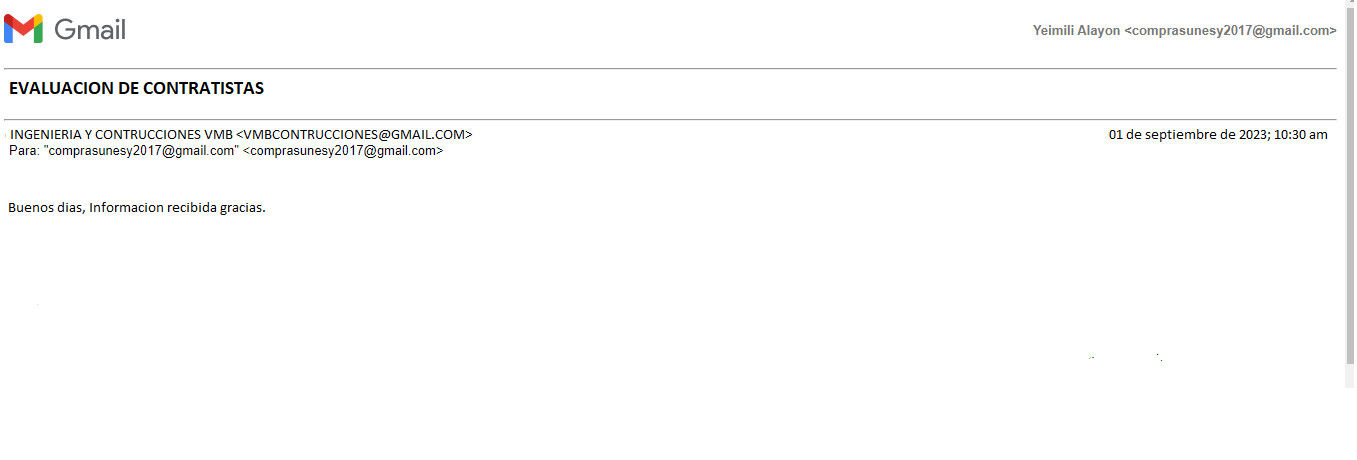 Gmail
Yeimili Alayon <comprasunesy2017@gmail.com>
EVALUACION DE CONTRATISTAS
INGENIERIA Y CONTRUCCIONES VMB <VMBCONTRUCCIONES@GMAIL.COM>
01 de septiembre de 2023; 10:30 am
Para: "comprasunesy2017@gmail.com" <comprasunesy2017@gmail.com>
Buenos dias, Informacion recibida gracias.